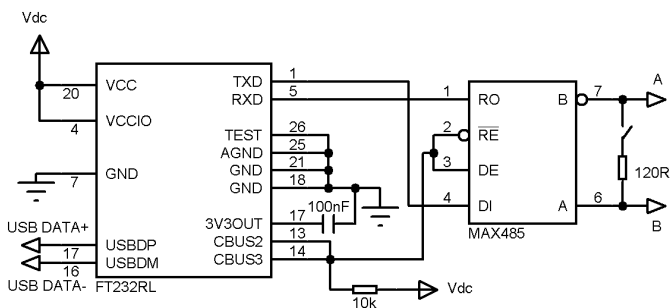 Vdc
20 VCC TXD 1
RXD 5 1 RO B 7 A
4 VCCIO
TEST 26 2 RE
AGND 25
7 GND GND 21 3 DE 120R
GND 18
100nF 4 DI A 6 B
3V3OUT 17 MAX485
USB DATA+ USBDP CBUS2 13
17 USBDM CBUS3 14
USB DATA- 16 FT232RL
10k Vdc